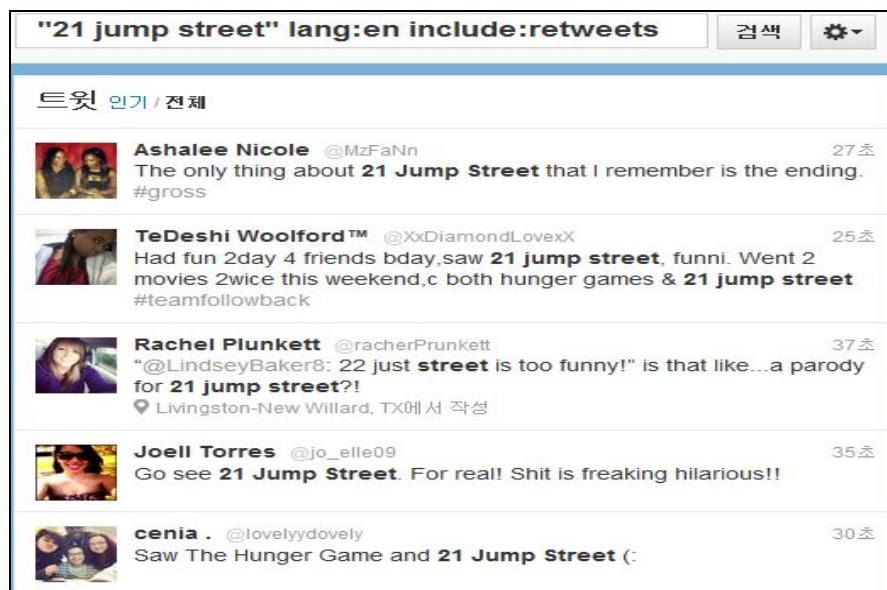 "21 jump street" lang:en include:retweets 검색
트윗 인기 / 전체
Ashalee Nicole @MzFaNn 27초
The only thing about 21 Jump Street that I remember is the ending.
#gross
TeDeshi Woolford™ @XxDiamondLovexX 25초
Had fun 2day 4 friends bday,saw 21 jump street, funni. Went 2
movies 2wice this weekend,c both hunger games & 21 jump street
#teamfollowback
Rachel Plunkett @racherPrunkett 37초
“@LindseyBaker8: 22 just street is too funny!” is that like...a parody
for 21 jump street?!
Livingston-New Willard, TX에서 작성
Joell Torres @jo_elle09 35초
Go see 21 Jump Street. For real! Shit is freaking hilarious!!
cenia . @lovelyydovely 30초
Saw The Hunger Game and 21 Jump Street (: